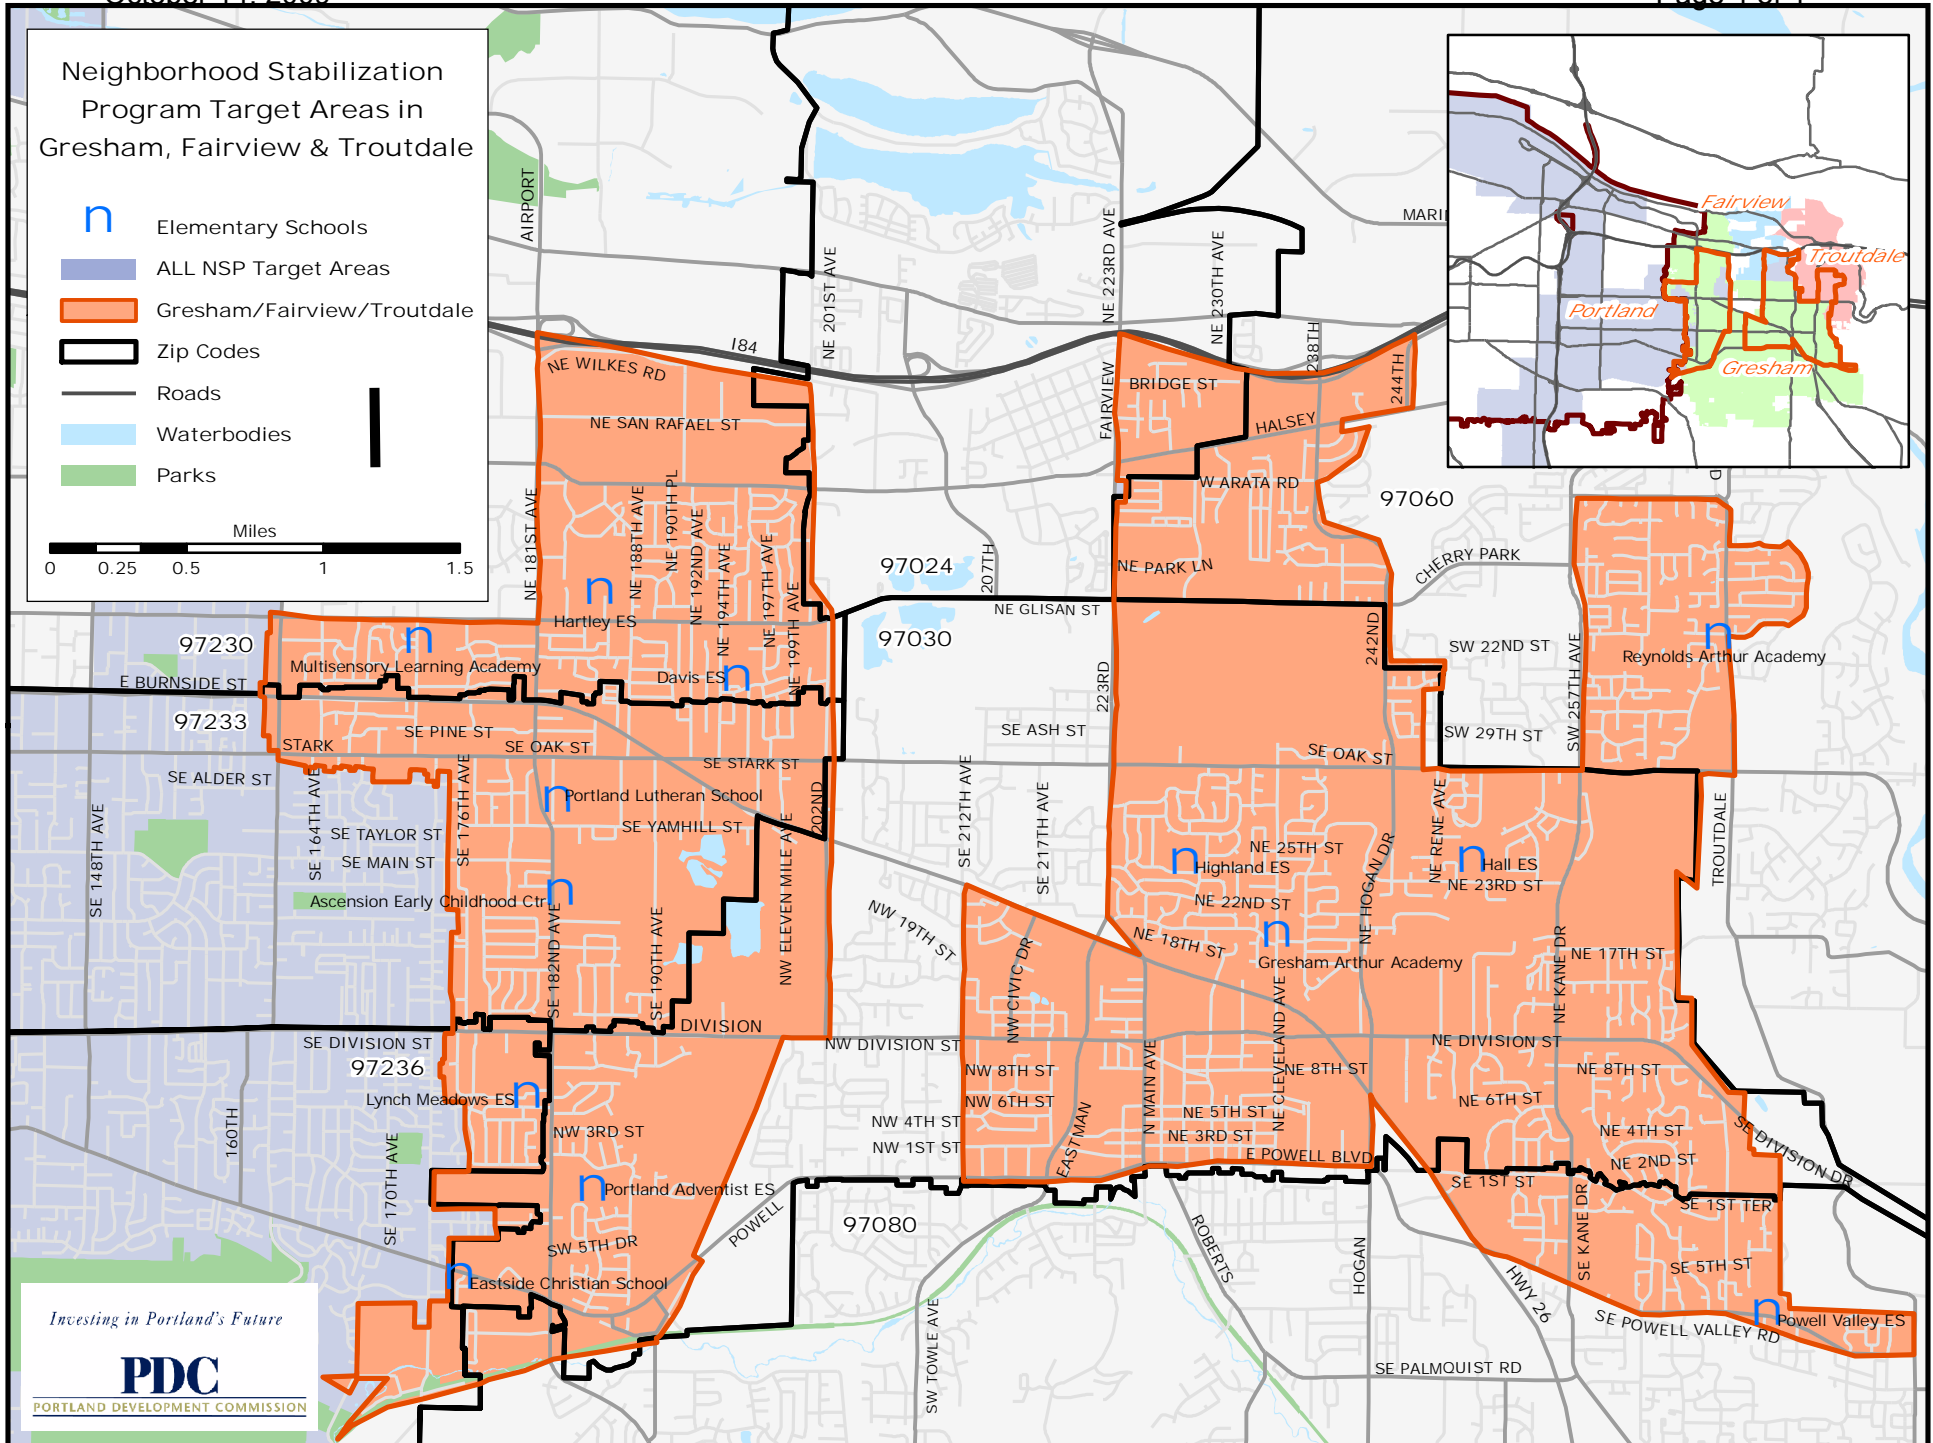 Neighborhood Stabilization
Program Target Areas in
Gresham, Fairview & Troutdale
n Elementary Schools
ALL NSP Target Areas
Gresham/Fairview/Troutdale
Zip Codes
Roads
Waterbodies
Parks
Miles
0 0.25 0.5 1 1.5
Fairview
Troutdale
Portland
Gresham
AIRPORT
NE 201ST AVE
NE 223RD AVE
NE 230TH AVE
I84
NE WILKES RD
NE SAN RAFAEL ST
FAIRVIEW
BRIDGE ST
HALSEY
238TH
244TH
W ARATA RD
97060
NE 181ST AVE
NE 188TH AVE
NE 190TH PL
NE 192ND AVE
NE 194TH AVE
NE 197TH AVE
NE 199TH AVE
97024
207TH
NE PARK LN
CHERRY PARK
NE GLISAN ST
n
Hartley ES
n
Multisensory Learning Academy
n
Davis ES
97230
97030
E BURNSIDE ST
97233
223RD
242ND
SW 22ND ST
SW 257TH AVE
n
Reynolds Arthur Academy
SE PINE ST
SE OAK ST
STARK
SE STARK ST
SE ASH ST
SE OAK ST
SW 29TH ST
SE ALDER ST
SE 148TH AVE
SE 164TH AVE
SE 176TH AVE
n
Portland Lutheran School
SE YAMHILL ST
202ND
NW ELEVEN MILE AVE
SE 212TH AVE
SE 217TH AVE
SE TAYLOR ST
SE MAIN ST
n
Ascension Early Childhood Ctr
SE 182ND AVE
SE 190TH AVE
n
Highland ES
NE 25TH ST
NE 22ND ST
NE 18TH ST
NE HOGAN DR
NE RENE AVE
n
Hall ES
NE 23RD ST
TROUTDALE
n
Gresham Arthur Academy
NE 17TH ST
NE KANE DR
NW 19TH ST
NW CIVIC DR
DIVISION
SE DIVISION ST
NW DIVISION ST
NE DIVISION ST
97236
n
Lynch Meadows ES
NW 8TH ST
NW 6TH ST
NW 4TH ST
NW 1ST ST
EASTMAN
N MAIN AVE
NE CLEVELAND AVE
NE 8TH ST
NE 5TH ST
NE 3RD ST
E POWELL BLVD
NE 8TH ST
NE 6TH ST
NE 4TH ST
NE 2ND ST
SE DIVISION DR
160TH
SE 170TH AVE
NW 3RD ST
n
Portland Adventist ES
POWELL
97080
SW 5TH DR
n
Eastside Christian School
SE 1ST ST
SE 1ST TER
SE KANE DR
SE 5TH ST
ROBERTS
HOGAN
HWY 26
n
Powell Valley ES
SE POWELL VALLEY RD
SE PALMQUIST RD
SW TOWLE AVE
Investing in Portland's Future
PDC
PORTLAND DEVELOPMENT COMMISSION